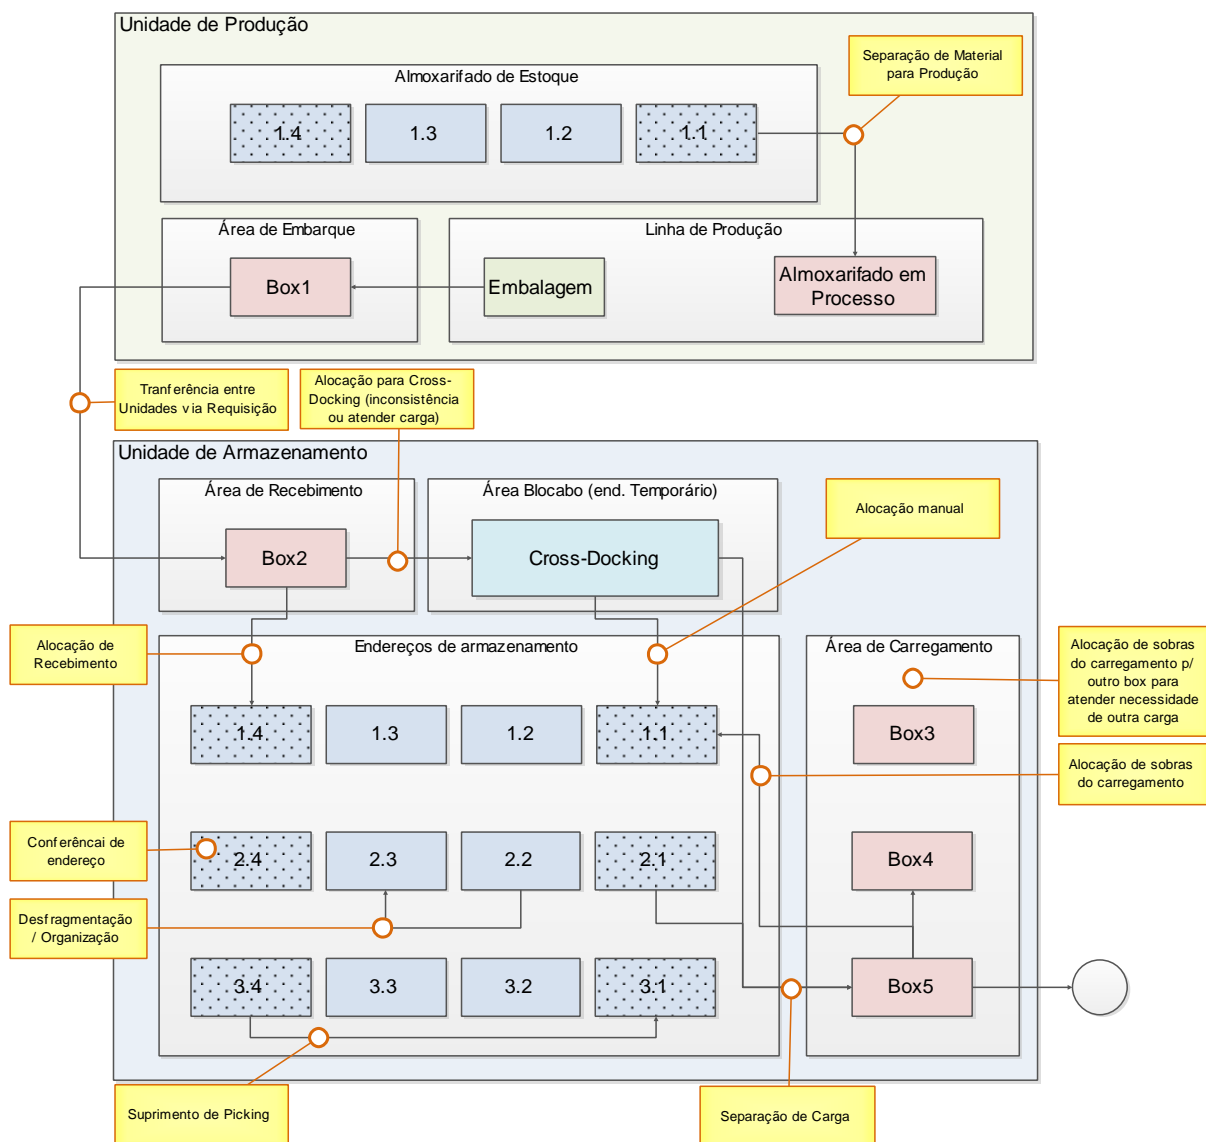 Unidade de Produção
Separação de Material
para Produção
Almoxarifado de Estoque
1.4
1.3
1.2
1.1
Área de Embarque
Linha de Produção
Box1
Embalagem
Almoxarifado em
Processo
Tranferência entre
Unidades via Requisição
Alocação para Cross-
Docking (inconsistência
ou atender carga)
Unidade de Armazenamento
Área de Recebimento
Área Blocabo (end. Temporário)
Alocação manual
Box2
Cross-Docking
Alocação de
Recebimento
Endereços de armazenamento
Área de Carregamento
Alocação de sobras
do carregamento p/
outro box para
atender necessidade
de outra carga
1.4
1.3
1.2
1.1
Box3
Alocação de sobras
do carregamento
Conferêncai de
endereço
2.4
2.3
2.2
2.1
Box4
Desfragmentação
/ Organização
3.4
3.3
3.2
3.1
Box5
Suprimento de Picking
Separação de Carga